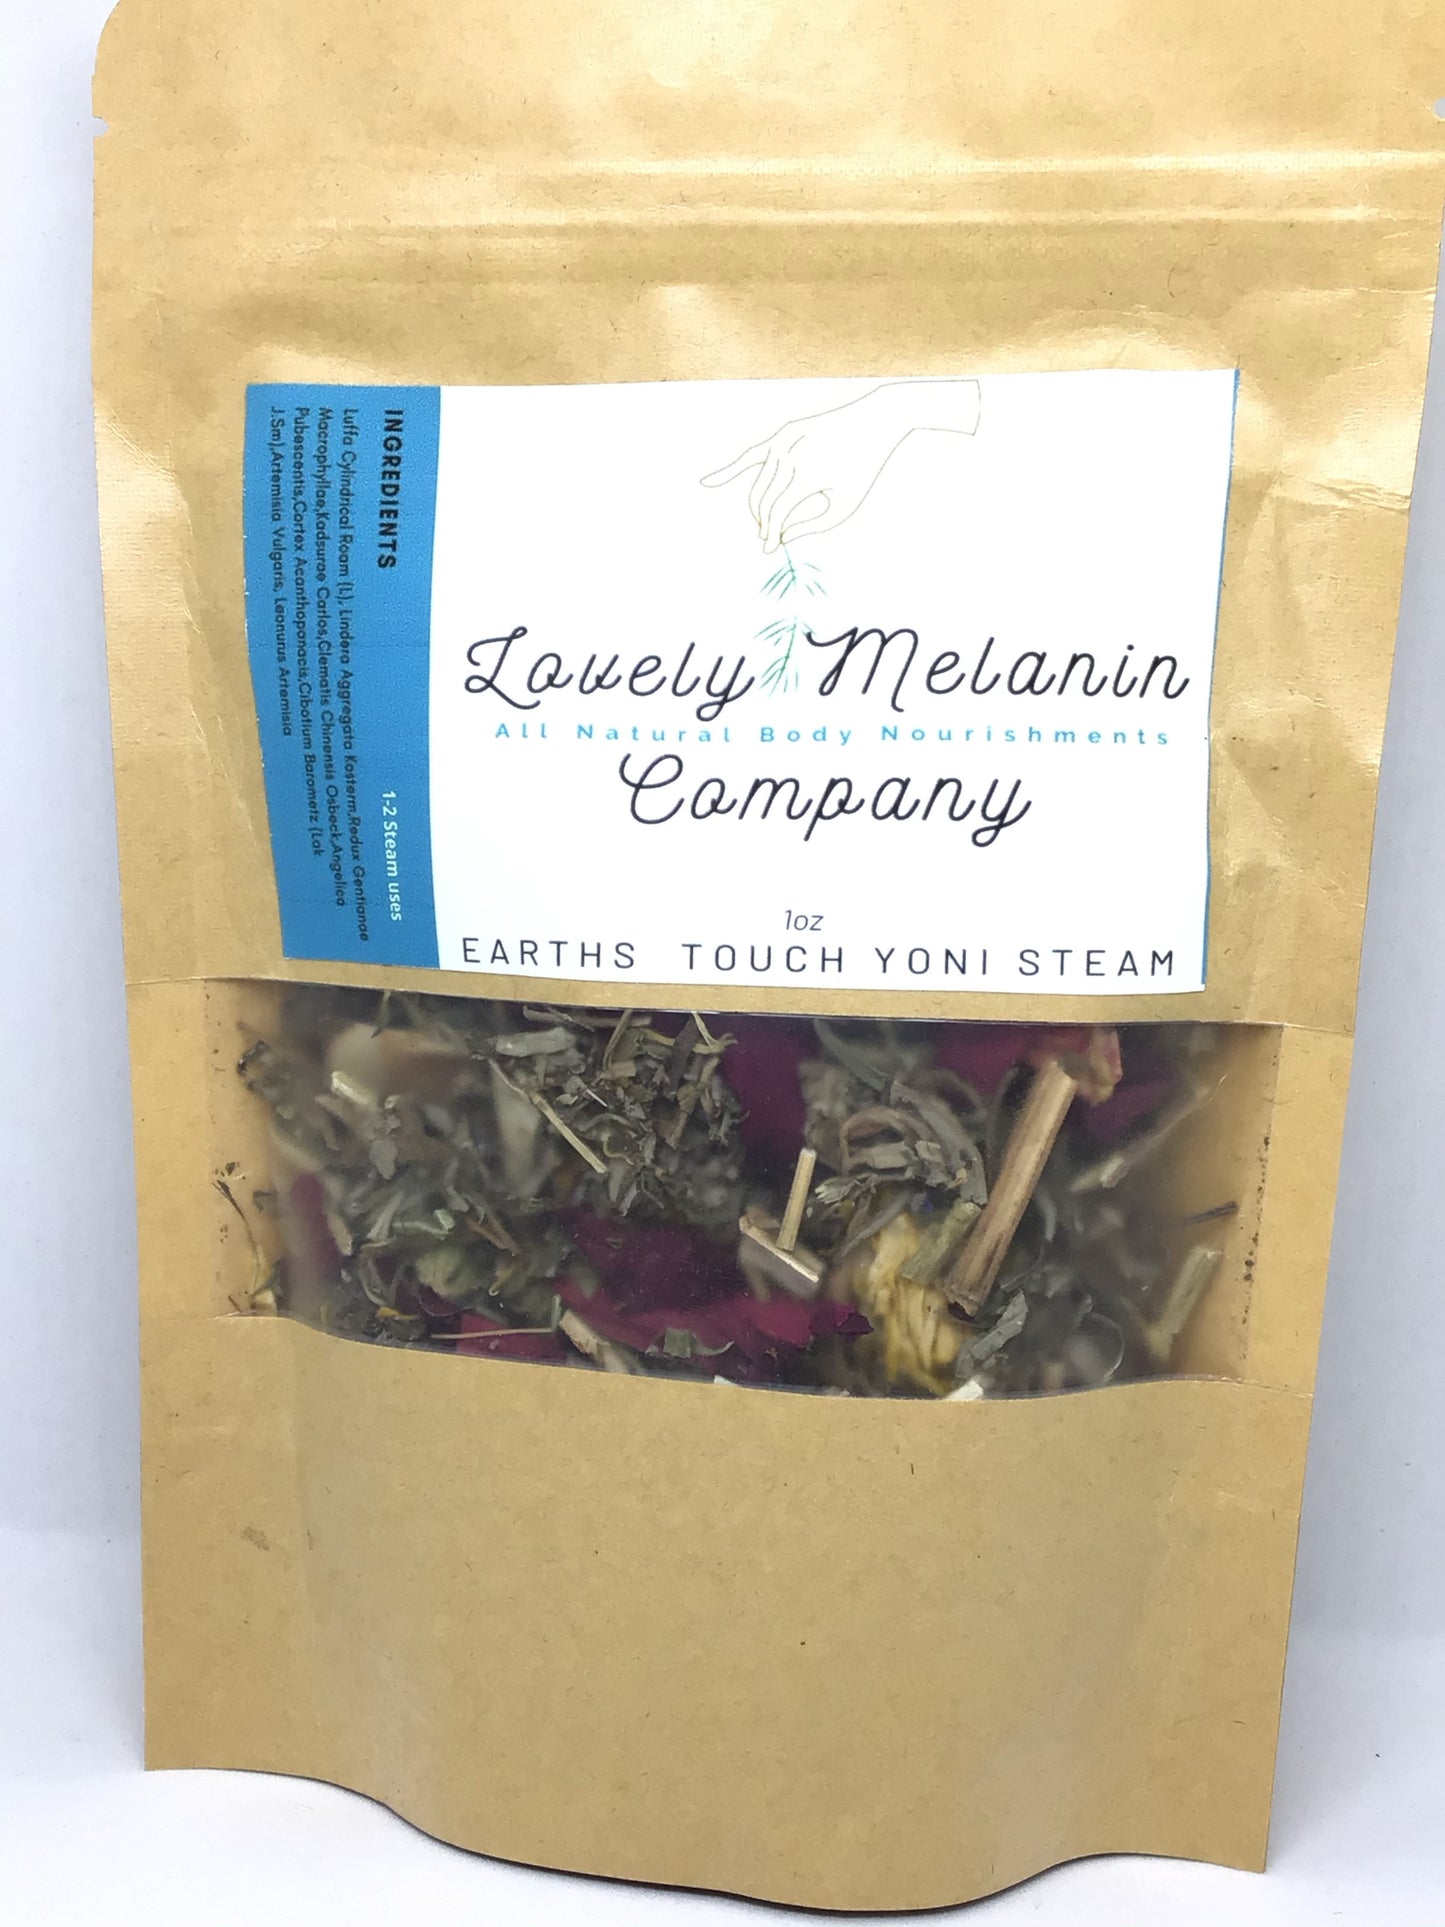 INGREDIENTS
1-2 Steam uses
Luffa Cylindrical Roam (L), Lindera Aggregata Kosterm,Redux Gentianae
Macrophyllae,Kadsurae Carlos,Clematis Chinensis Osbeck,Angelica
Pubescentis,Cortex Acanthopanacis,Cibotium Barometz (Lak
J.Sm),Artemisia Vulgaris, Leonurus Artemisia
Lovely Melanin
All Natural Body Nourishments
Company
1oz
EARTHS TOUCH YONI STEAM